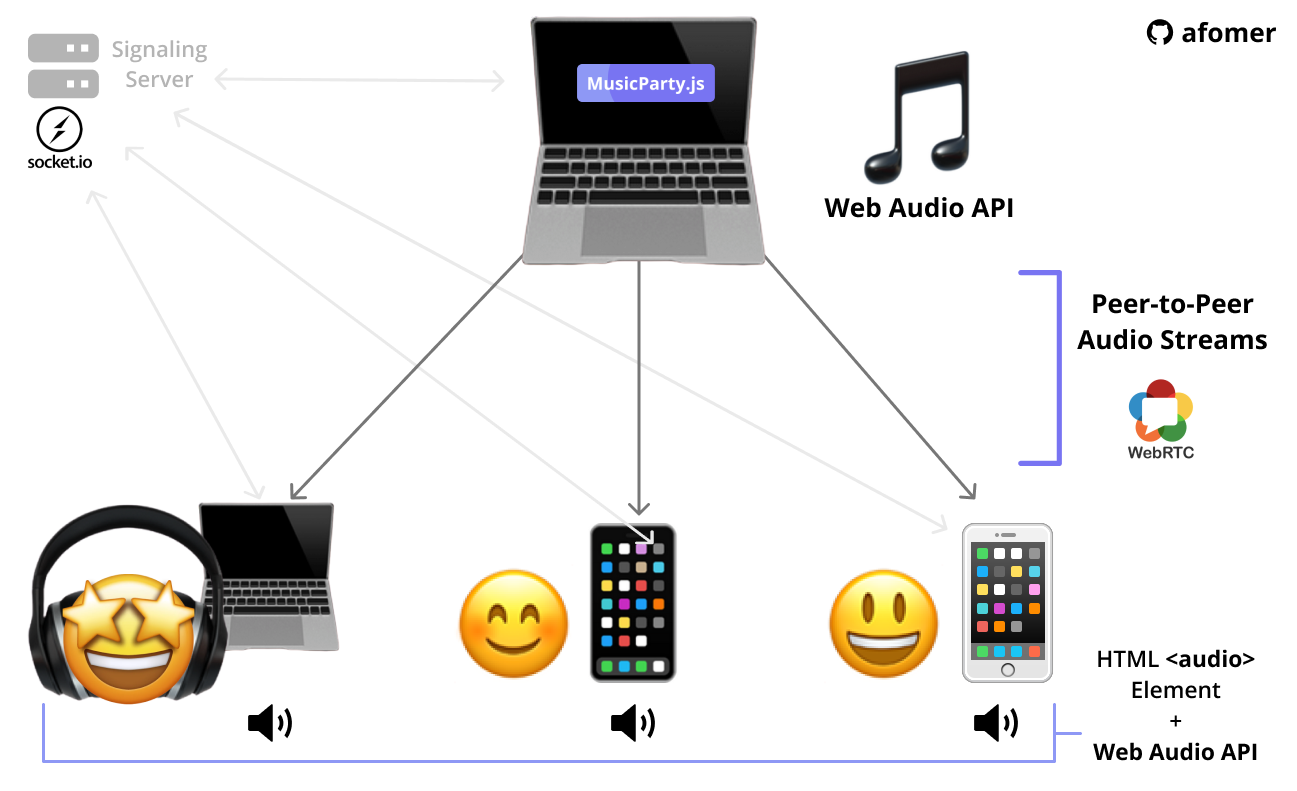 Signaling
Server
socket.io
MusicParty.js
afomer
Web Audio API
Peer-to-Peer
Audio Streams
WebRTC
HTML <audio>
Element
+
Web Audio API